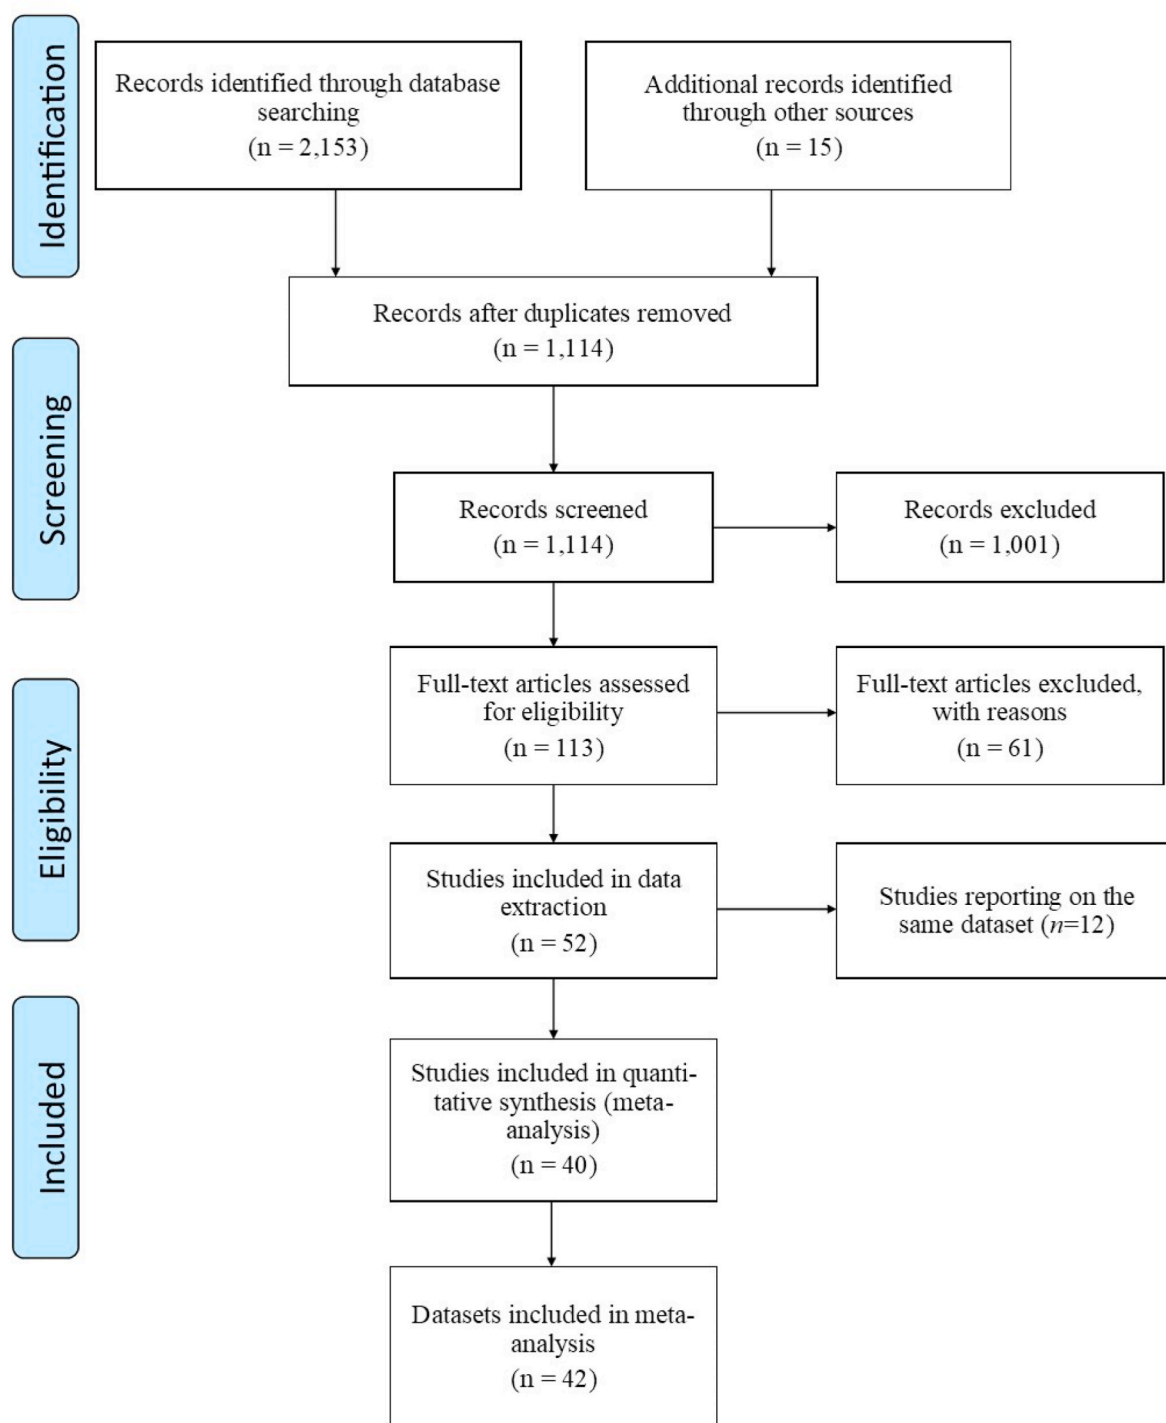 Identification
Records identified through database
searching
(n = 2,153)
Additional records identified
through other sources
(n = 15)
Records after duplicates removed
(n = 1,114)
Screening
Records screened
(n = 1,114)
Records excluded
(n = 1,001)
Eligibility
Full-text articles assessed
for eligibility
(n = 113)
Full-text articles excluded,
with reasons
(n = 61)
Studies included in data
extraction
(n = 52)
Studies reporting on the
same dataset (n=12)
Included
Studies included in quanti-
tative synthesis (meta-
analysis)
(n = 40)
Datasets included in meta-
analysis
(n = 42)